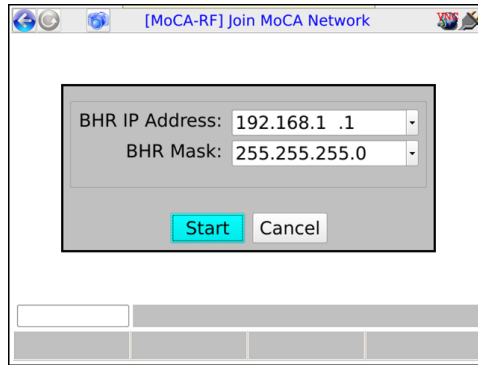 [MoCA-RF] Join MoCA Network
BHR IP Address: 192.168.1 .1
BHR Mask: 255.255.255.0
Start Cancel